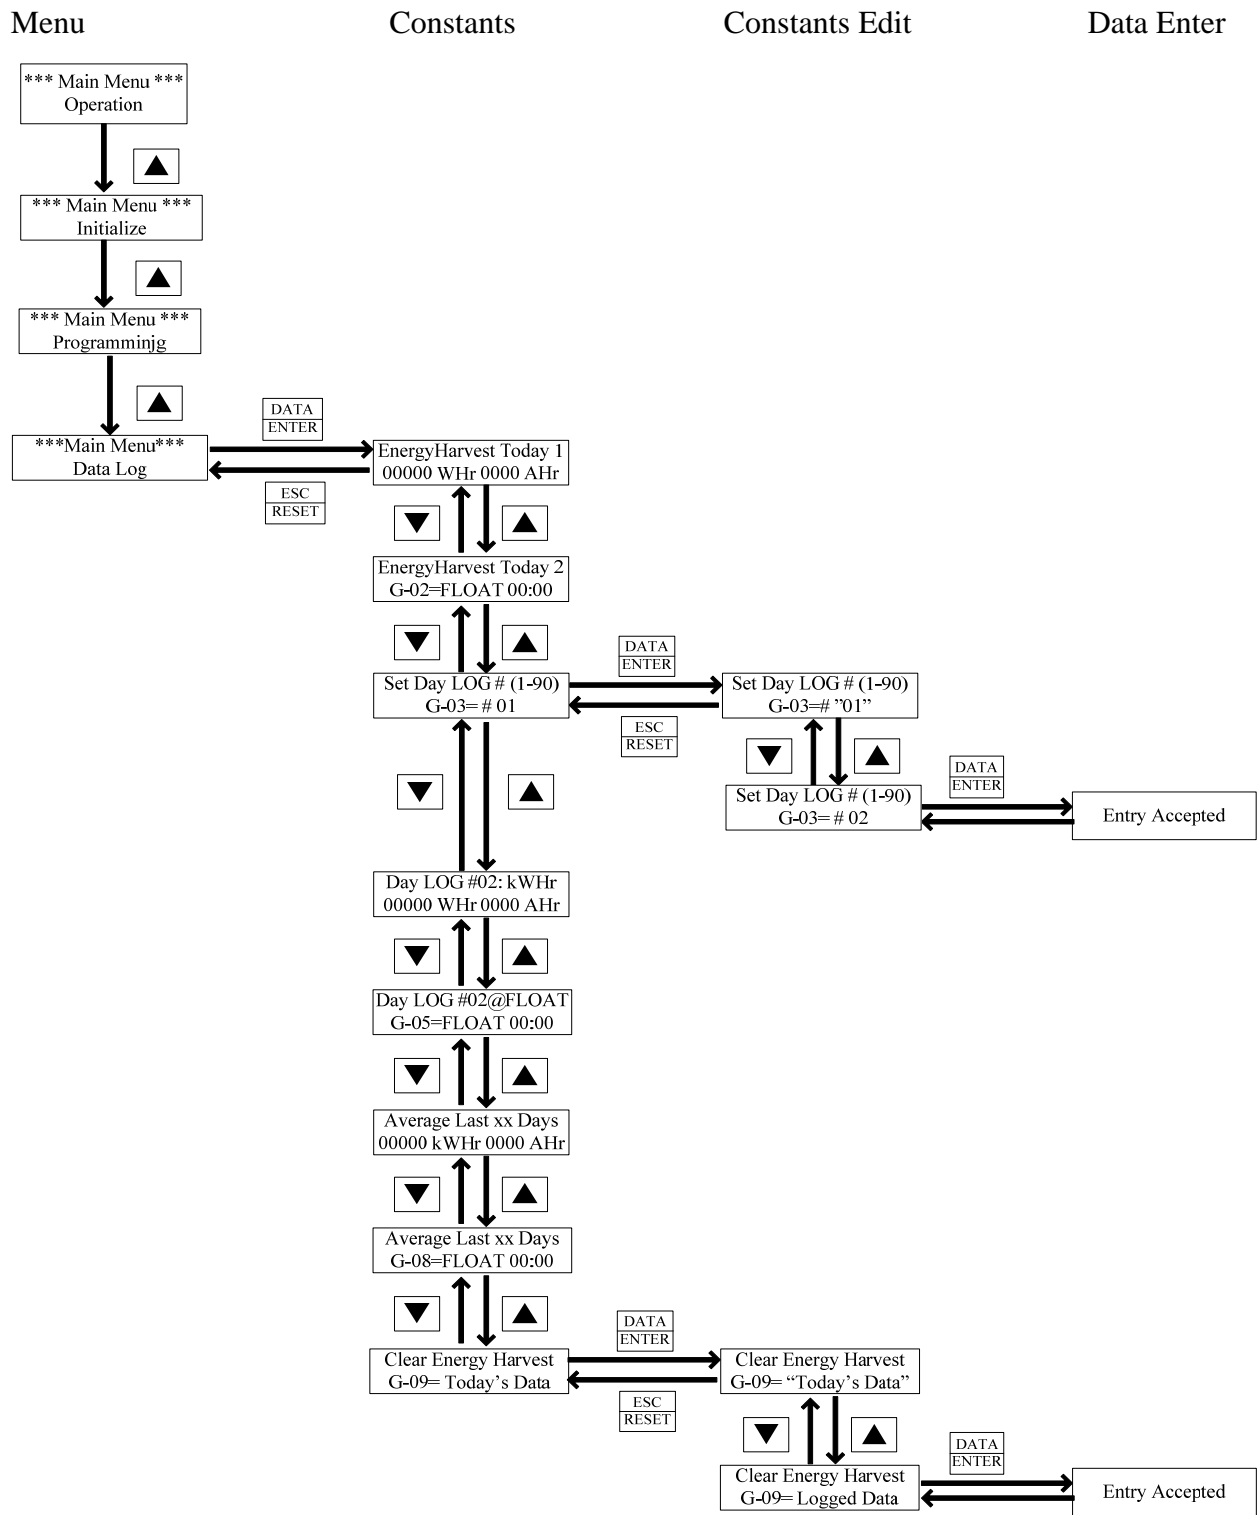 Menu
Constants
Constants Edit
Data Enter
*** Main Menu ***
Operation
*** Main Menu ***
Initialize
*** Main Menu ***
Programminjg
***Main Menu***
Data Log
DATA
ENTER
ESC
RESET
EnergyHarvest Today 1
00000 WHr 0000 AHr
EnergyHarvest Today 2
G-02=FLOAT 00:00
Set Day LOG # (1-90)
G-03= # 01
DATA
ENTER
ESC
RESET
Set Day LOG # (1-90)
G-03=# ”01”
Set Day LOG # (1-90)
G-03= # 02
DATA
ENTER
Entry Accepted
Day LOG #02: kWHr
00000 WHr 0000 AHr
Day LOG #02@FLOAT
G-05=FLOAT 00:00
Average Last xx Days
00000 kWHr 0000 AHr
Average Last xx Days
G-08=FLOAT 00:00
Clear Energy Harvest
G-09= Today’s Data
DATA
ENTER
ESC
RESET
Clear Energy Harvest
G-09= “Today’s Data”
Clear Energy Harvest
G-09= Logged Data
DATA
ENTER
Entry Accepted